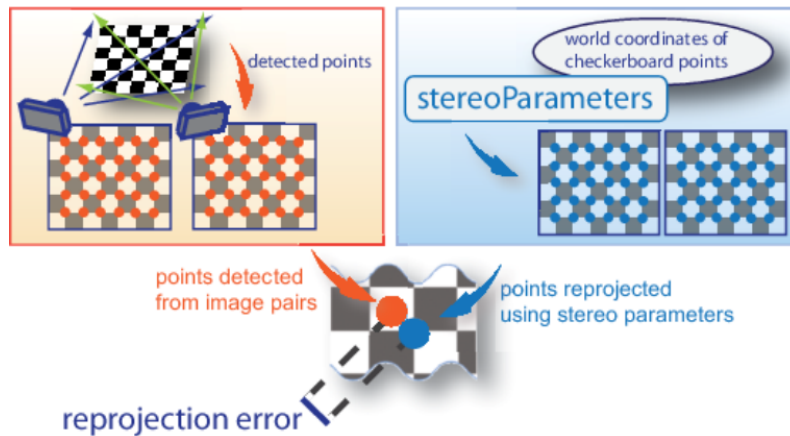 detected points
world coordinates of
checkerboard points
stereoParameters
points detected
from image pairs
points reprojected
using stereo parameters
reprojection error